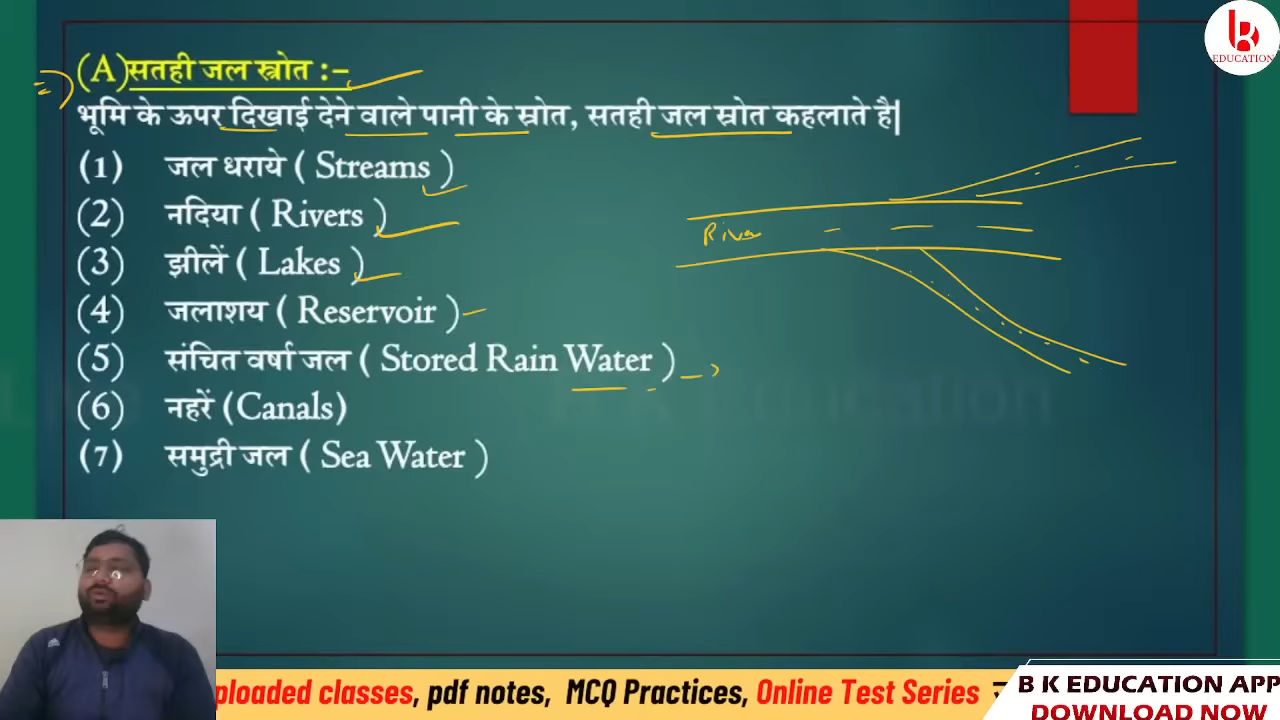 EDUCATION
(A)सतही जल स्त्रोत :-
भूमि के ऊपर दिखाई देने वाले पानी के स्रोत, सतही जल स्रोत कहलाते है|
(1) जल धराये ( Streams )
(2) नदिया ( Rivers )
River
(3) झीलें ( Lakes )
(4) जलाशय ( Reservoir )
(5) संचित वर्षा जल ( Stored Rain Water )
(6) नहरें (Canals)
(7) समुद्री जल ( Sea Water )
ploaded classes, pdf notes, MCQ Practices, Online Test Series
B K EDUCATION APP
DOWNLOAD NOW